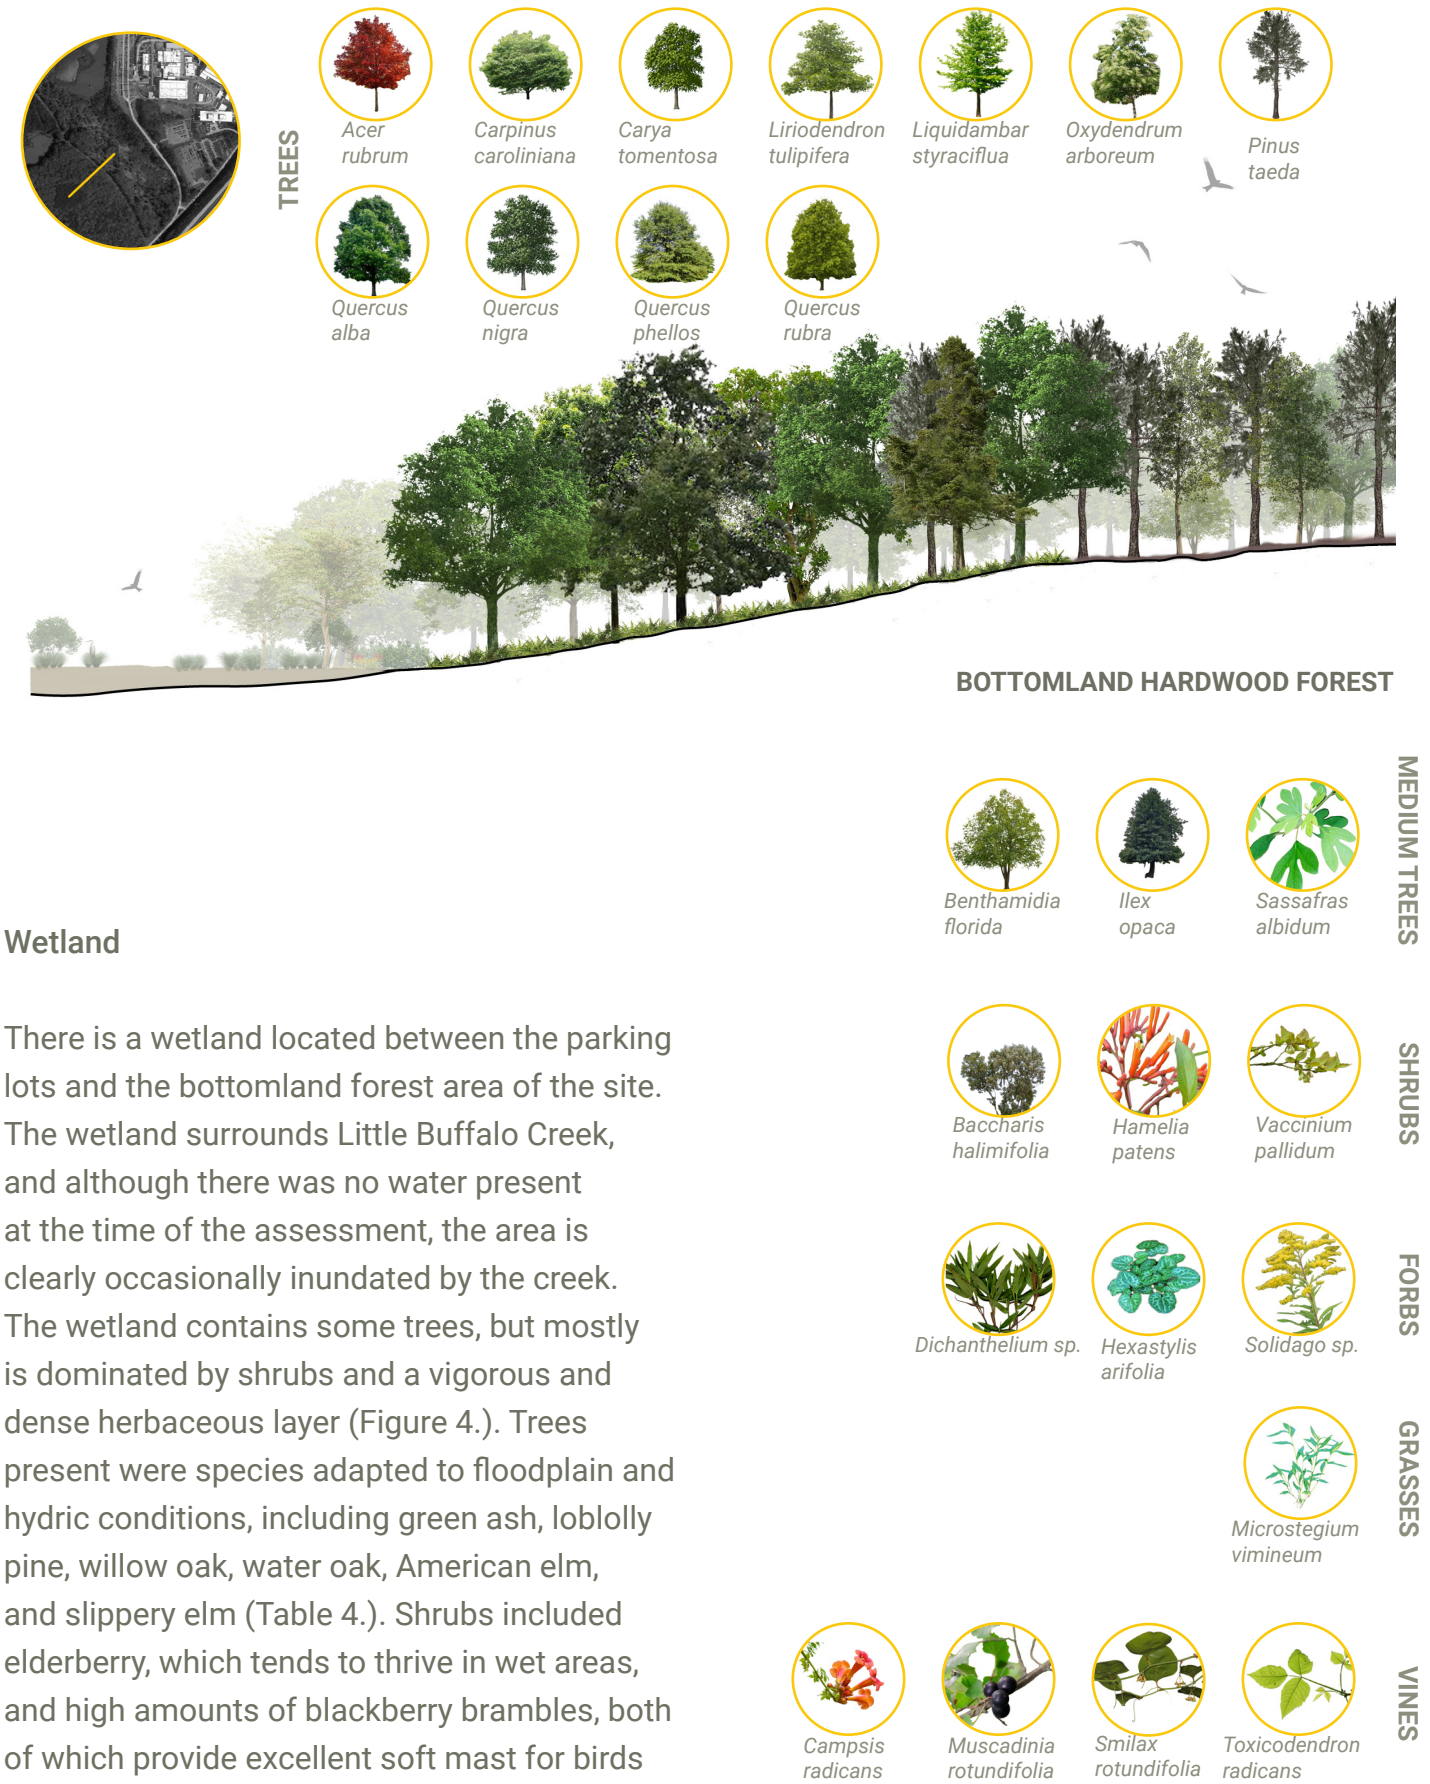 TREES
Acer
rubrum
Carpinus
caroliniana
Carya
tomentosa
Liriodendron
tulipifera
Liquidambar
styraciflua
Oxydendrum
arboreum
Pinus
taeda
Quercus
alba
Quercus
nigra
Quercus
phellos
Quercus
rubra
BOTTOMLAND HARDWOOD FOREST
MEDIUM TREES
Benthamidia
florida
Ilex
opaca
Sassafras
albidum
SHRUBS
Baccharis
halimifolia
Hamelia
patens
Vaccinium
pallidum
FORBS
Dichanthelium sp.
Hexastylis
arifolia
Solidago sp.
GRASSES
Microstegium
vimineum
VINES
Campsis
radicans
Muscadinia
rotundifolia
Smilax
rotundifolia
Toxicodendron
radicans
Wetland
There is a wetland located between the parking
lots and the bottomland forest area of the site.
The wetland surrounds Little Buffalo Creek,
and although there was no water present
at the time of the assessment, the area is
clearly occasionally inundated by the creek.
The wetland contains some trees, but mostly
is dominated by shrubs and a vigorous and
dense herbaceous layer (Figure 4.). Trees
present were species adapted to floodplain and
hydric conditions, including green ash, loblolly
pine, willow oak, water oak, American elm,
and slippery elm (Table 4.). Shrubs included
elderberry, which tends to thrive in wet areas,
and high amounts of blackberry brambles, both
of which provide excellent soft mast for birds